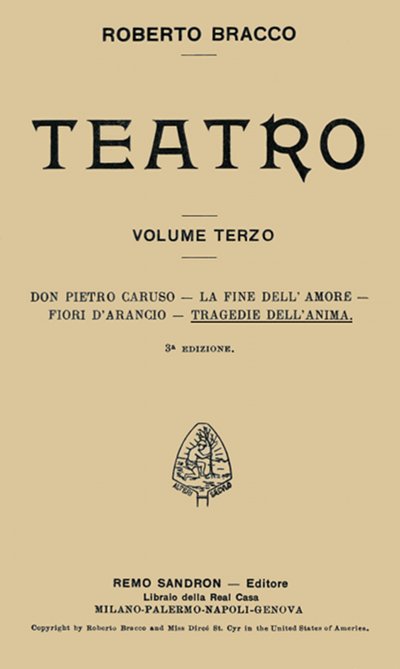 ROBERTO BRACCO
TEATRO
VOLUME TERZO
DON PIETRO CARUSO — LA FINE DELL' AMORE —
FIORI D'ARANCIO — TRAGEDIE DELL'ANIMA.
3ª EDIZIONE.
ALTERI SÆCVLO
REMO SANDRON — Editore
Libraio della Real Casa
MILANO-PALERMO-NAPOLI-GENOVA
Copyright by Roberto Bracco and Miss Dircé St. Cyr in the United States of America.